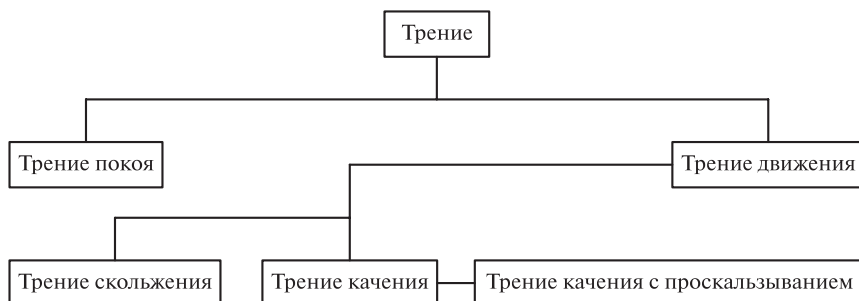 Трение
Трение покоя
Трение движения
Трение скольжения
Трение качения
Трение качения с проскальзыванием